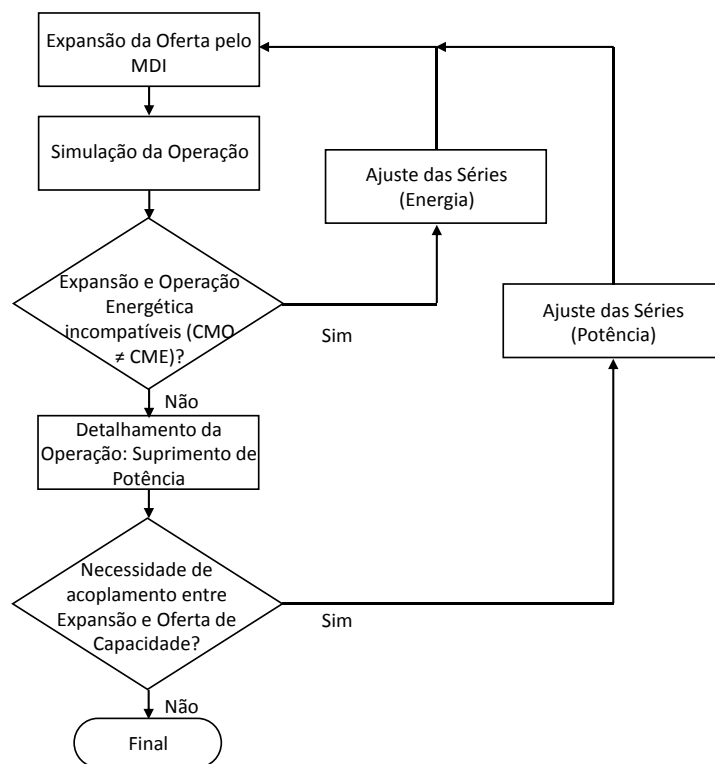 Expansão da Oferta pelo
MDI
Simulação da Operação
Ajuste das Séries
(Energia)
Expansão e Operação
Energética
incompatíveis (CMO
≠ CME)?
Sim
Ajuste das Séries
(Potência)
Não
Detalhamento da
Operação: Suprimento de
Potência
Necessidade de
acoplamento entre
Expansão e Oferta de
Capacidade?
Sim
Não
Final